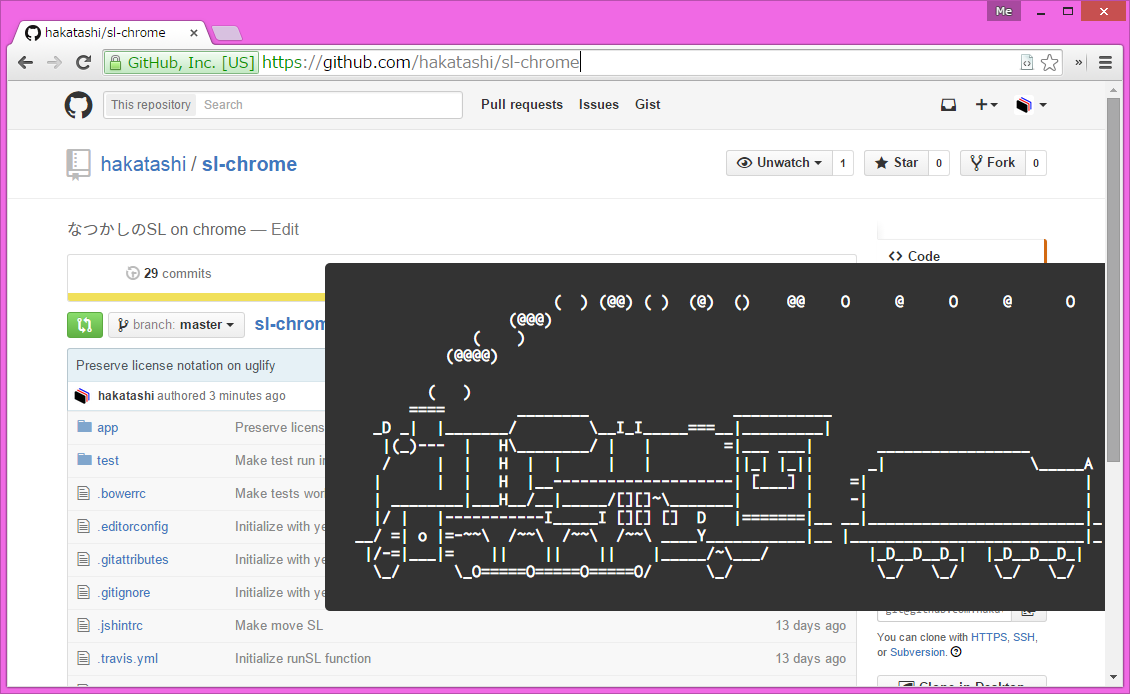 Me
hakatashi/sl-chrome
GitHub, Inc. [US] https://github.com/hakatashi/sl-chrome
This repository Search Pull requests Issues Gist
hakatashi / sl-chrome Unwatch 1 Star 0 Fork 0
なつかしのSL on chrome — Edit
Code
29 commits
branch: master sl-chrom
Preserve license notation on uglify
hakatashi authored 3 minutes ago
app Preserve licens
test Make test run in
.bowerrc Make tests wor
.editorconfig Initialize with ye
.gitattributes Initialize with ye
.gitignore Initialize with ye
.jshintrc Make move SL 13 days ago
.travis.yml Initialize runSL function 13 days ago
(  ) (@@) ( )  (@)  ()    @@    O     @     O     @      O
(@@@)
(    )
(@@@@)
(   )
====        ________                ___________
_D _|  |_______/        \__I_I_____===__|_________|
|(_)---  |   H\________/ |   |        =|___ ___|      _________________
/     |  |   H  |  |     |   |         ||_| |_||     _|                \_____A
|      |  |   H  |__--------------------| [___] |   =|                        |
| ________|___H__/__|_____/[][]~\_______|       |   -|                        |
|/ |   |-----------I_____I [][] []  D   |=======|__ __|________________________|_
__/ =| o |=-~~\  /~~\  /~~\  /~~\ ____Y___________|__ |__________________________|_
|/-=|___|=    ||    ||    ||    |_____/~\___/          |_D__D__D_|  |_D__D__D_|
\_/      \_O=====O=====O=====O/      \_/               \_/   \_/    \_/   \_/
You can clone with HTTPS, SSH,
or Subversion.
Clone in Desktop